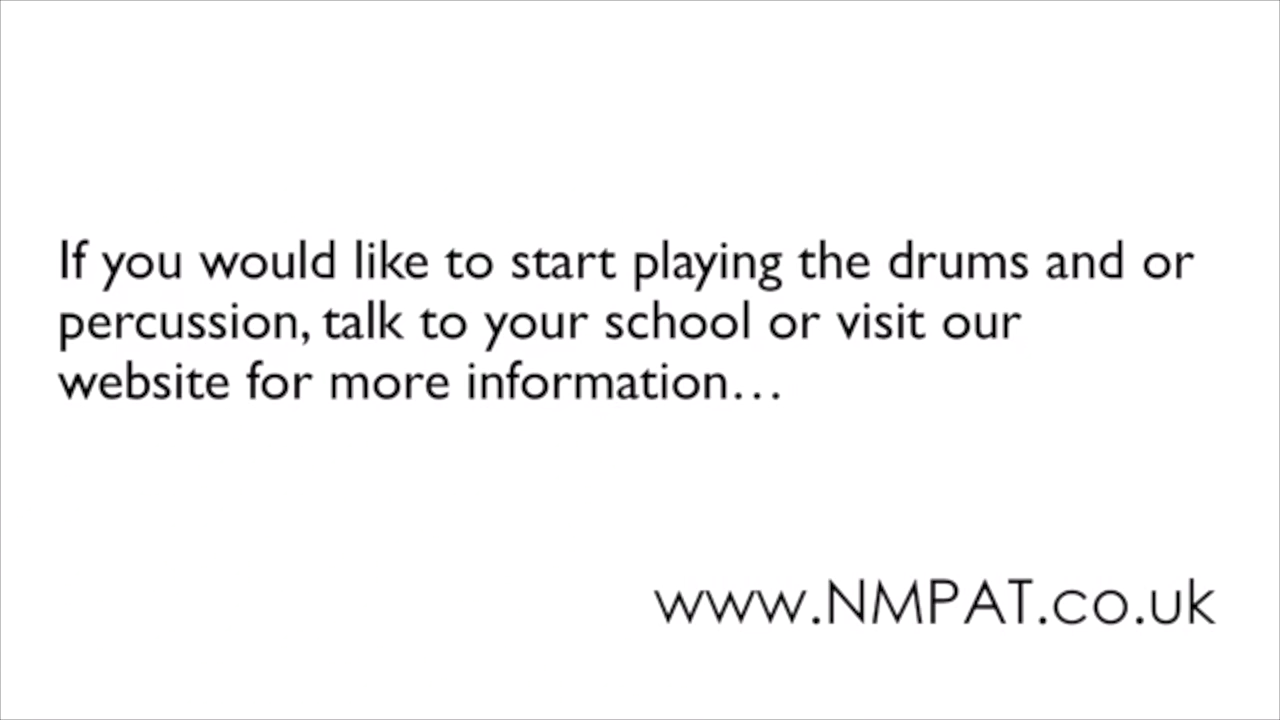 If you would like to start playing the drums and or
percussion, talk to your school or visit our
website for more information…
www.NMPAT.co.uk